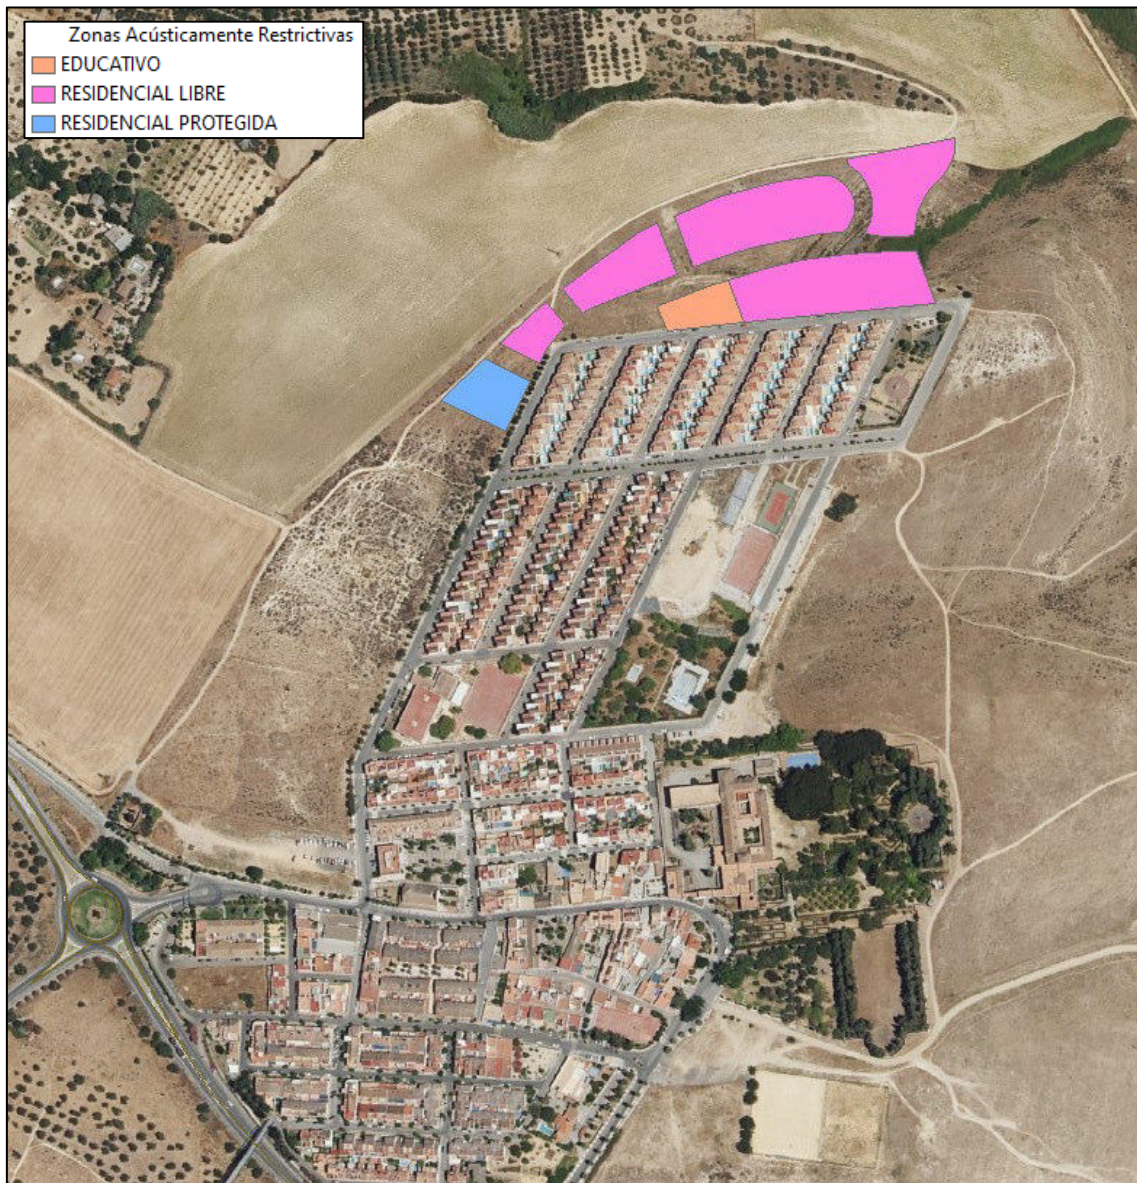 Zonas Acústicamente Restrictivas
EDUCATIVO
RESIDENCIAL LIBRE
RESIDENCIAL PROTEGIDA